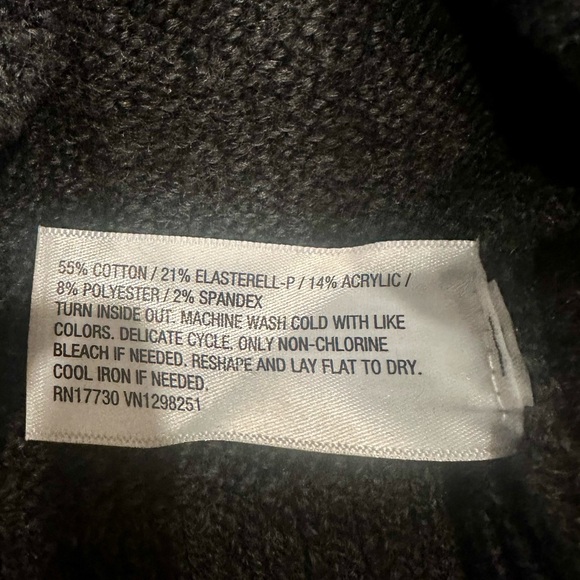 55% COTTON / 21% ELASTERELL-P / 14% ACRYLIC /
8% POLYESTER / 2% SPANDEX
TURN INSIDE OUT. MACHINE WASH COLD WITH LIKE
COLORS. DELICATE CYCLE. ONLY NON-CHLORINE
BLEACH IF NEEDED. RESHAPE AND LAY FLAT TO DRY.
COOL IRON IF NEEDED.
RN17730 VN1298251